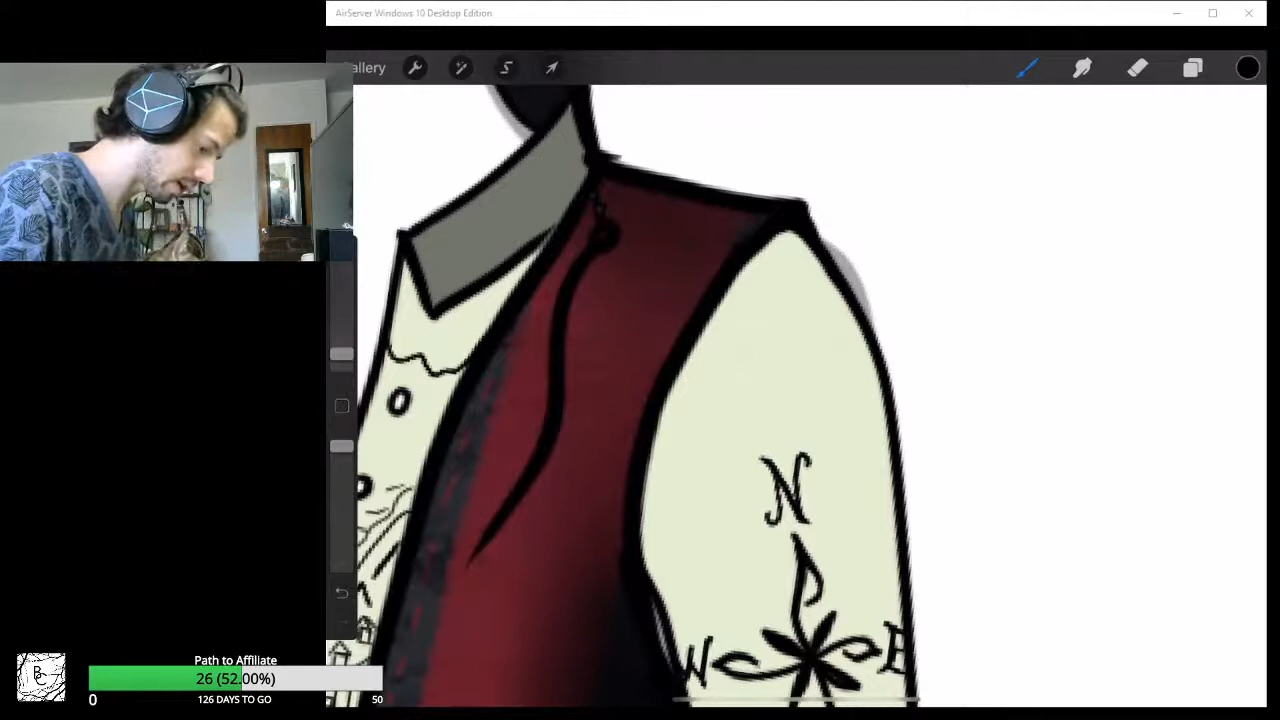 AirServer Windows 10 Desktop Edition
allery
N
W
E
Path to Affiliate
26 (52.00%)
0
126 DAYS TO GO
50